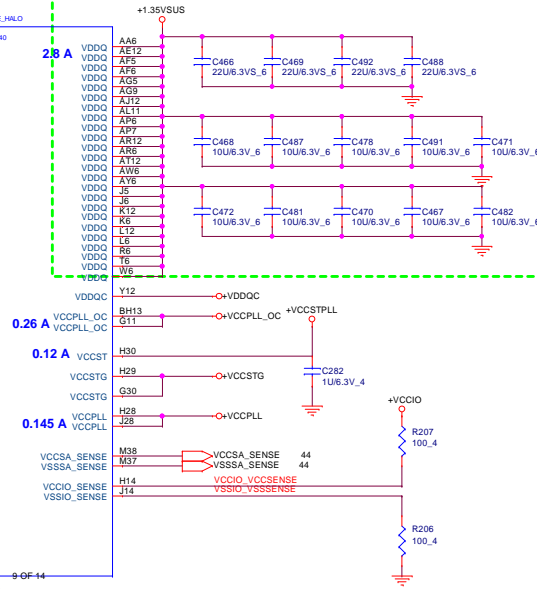 +1.35VSUS
E_HALO
40
2.8 A
VDDQ AA6
VDDQ AE12
VDDQ AF5
VDDQ AF6
VDDQ AG5
VDDQ AG9
VDDQ AJ12
VDDQ AL11
VDDQ AP6
VDDQ AP7
VDDQ AR12
VDDQ AR6
VDDQ AT12
VDDQ AW6
VDDQ AY6
VDDQ J5
VDDQ J6
VDDQ K12
VDDQ K6
VDDQ L12
VDDQ L6
VDDQ R6
VDDQ T6
VDDQ W6
C466 C469 C492 C488
22U/6.3VS_6 22U/6.3VS_6 22U/6.3VS_6 22U/6.3VS_6
C468 C487 C478 C491 C471
10U/6.3V_6 10U/6.3V_6 10U/6.3V_6 10U/6.3V_6 10U/6.3V_6
C472 C481 C470 C467 C482
10U/6.3V_6 10U/6.3V_6 10U/6.3V_6 10U/6.3V_6 10U/6.3V_6
VDDQC Y12 +VDDQC
0.26 A
VCCPLL_OC BH13 +VCCPLL_OC
VCCPLL_OC G11
+VCCSTPLL
0.12 A
VCCST H30
C282
1U/6.3V_4
VCCSTG H29 +VCCSTG
VCCSTG G30
0.145 A
VCCPLL H28 +VCCPLL
VCCPLL J28
+VCCIO
R207
100_4
VCCSA_SENSE M38 VCCSA_SENSE 44
VSSSA_SENSE M37 VSSSA_SENSE 44
VCCIO_SENSE H14 VCCIO_VCCSENSE
VSSIO_SENSE J14 VSSIO_VSSSENSE
R206
100_4
9 OF 14